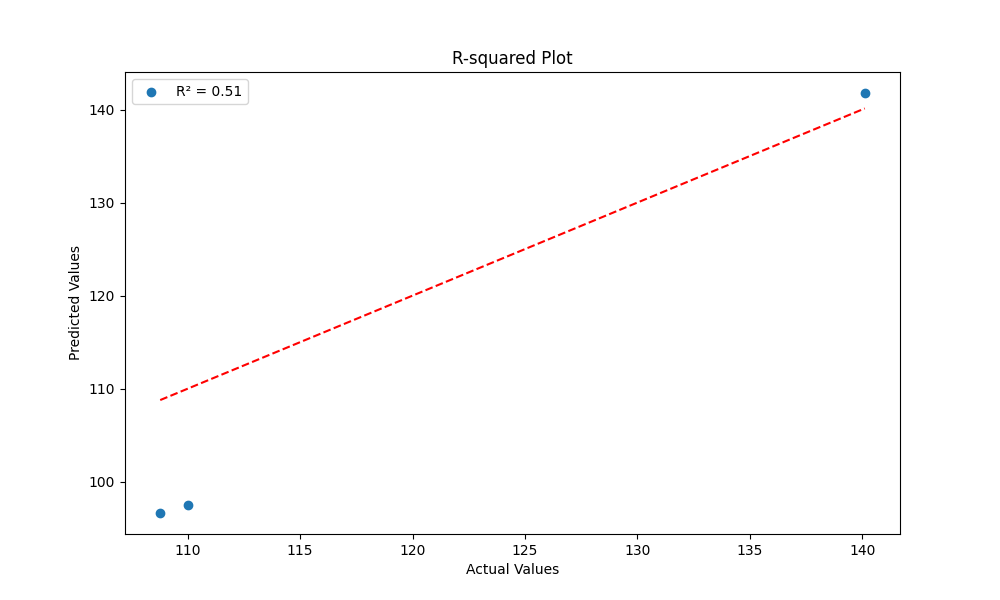 R-squared Plot
R² = 0.51
140
130
120
110
100
Predicted Values
110 115 120 125 130 135 140
Actual Values